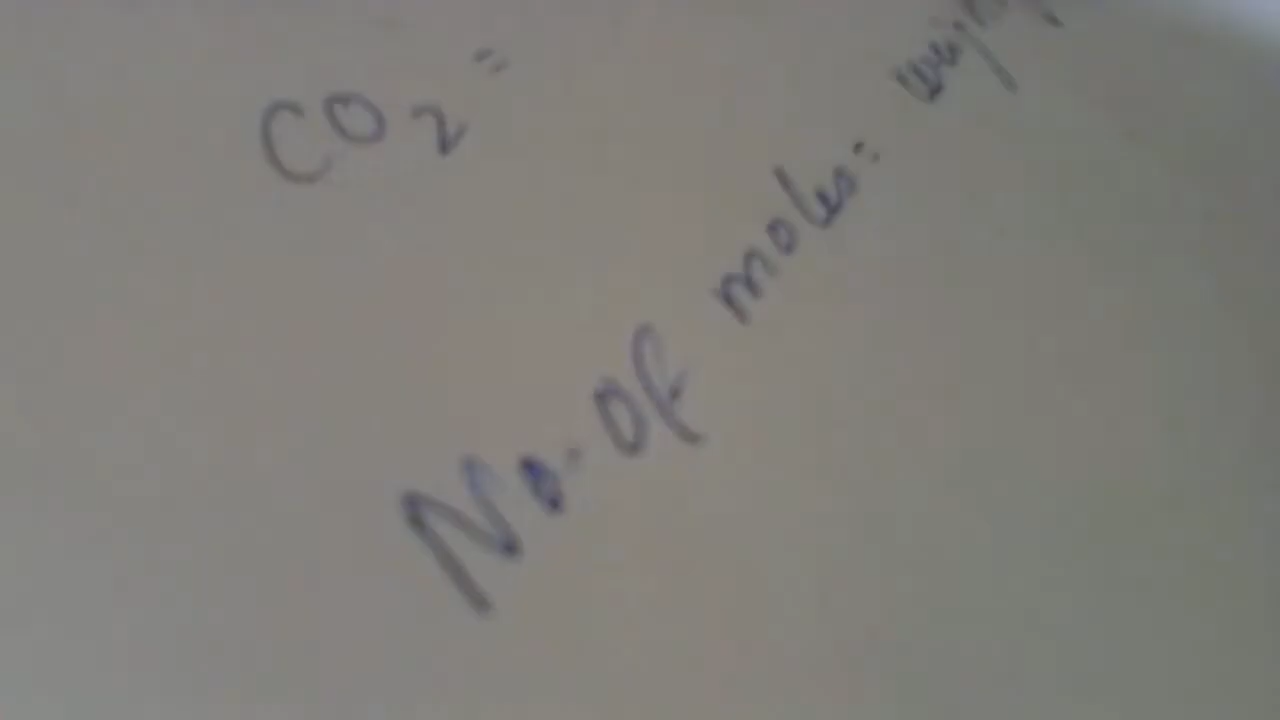 CO2 =
No. Of moles =